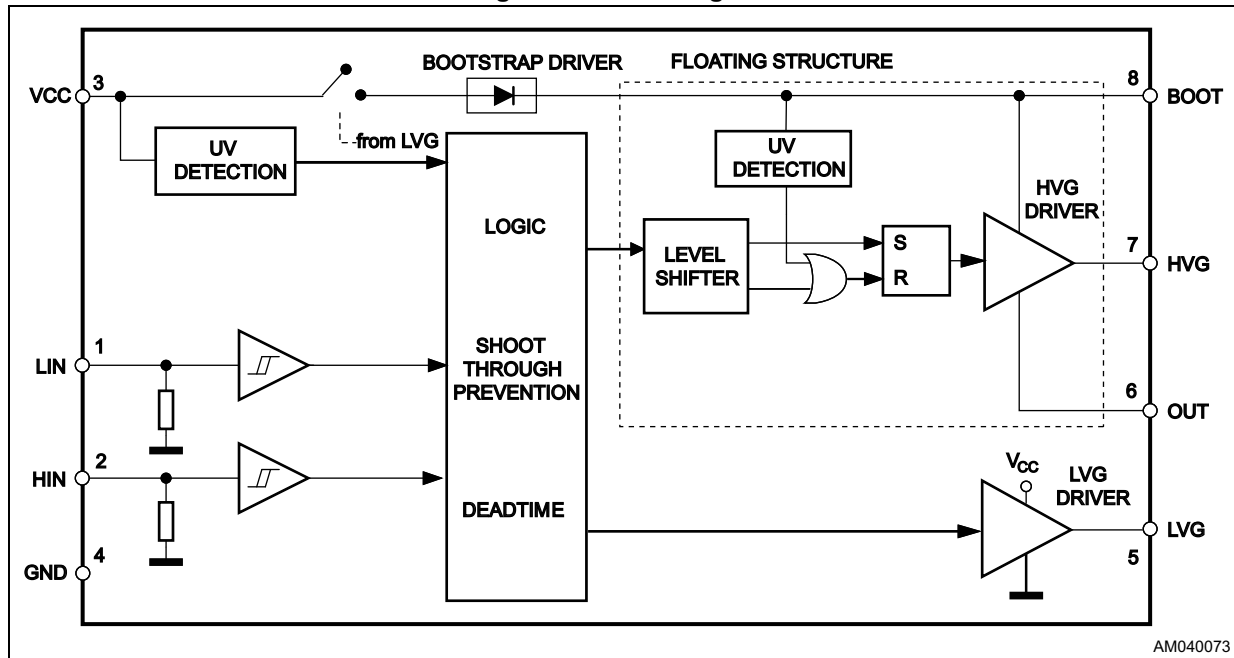 3
VCC
BOOTSTRAP DRIVER
FLOATING STRUCTURE
8
BOOT
from LVG
UV
DETECTION
UV
DETECTION
HVG
DRIVER
LOGIC
LEVEL
SHIFTER
S
R
7
HVG
1
LIN
SHOOT
THROUGH
PREVENTION
6
OUT
2
HIN
DEADTIME
VCC
LVG
DRIVER
LVG
5
4
GND
AM040073